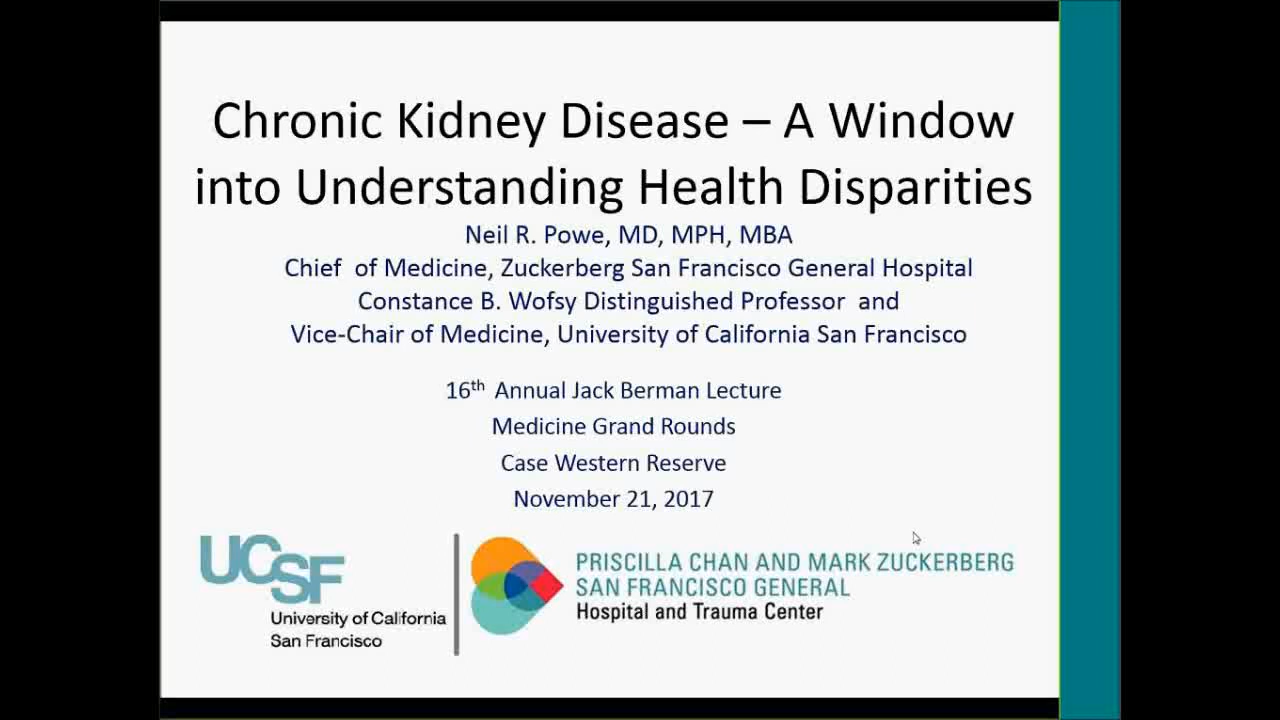 Chronic Kidney Disease – A Window
into Understanding Health Disparities
Neil R. Powe, MD, MPH, MBA
Chief of Medicine, Zuckerberg San Francisco General Hospital
Constance B. Wofsy Distinguished Professor and
Vice-Chair of Medicine, University of California San Francisco
16th Annual Jack Berman Lecture
Medicine Grand Rounds
Case Western Reserve
November 21, 2017
UCSF
University of California
San Francisco
PRISCILLA CHAN AND MARK ZUCKERBERG
SAN FRANCISCO GENERAL
Hospital and Trauma Center